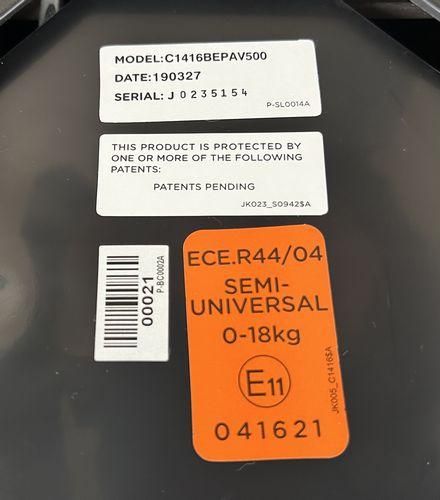 MODEL:C1416BEPAV500
DATE:190327
SERIAL: J 0235154
P-SL0014A
THIS PRODUCT IS PROTECTED BY
ONE OR MORE OF THE FOLLOWING
PATENTS:
PATENTS PENDING
JK023_S0942$A
00021
P-BC0002A
ECE.R44/04
SEMI-
UNIVERSAL
0-18kg
E11
041621
JK005_C1416$A